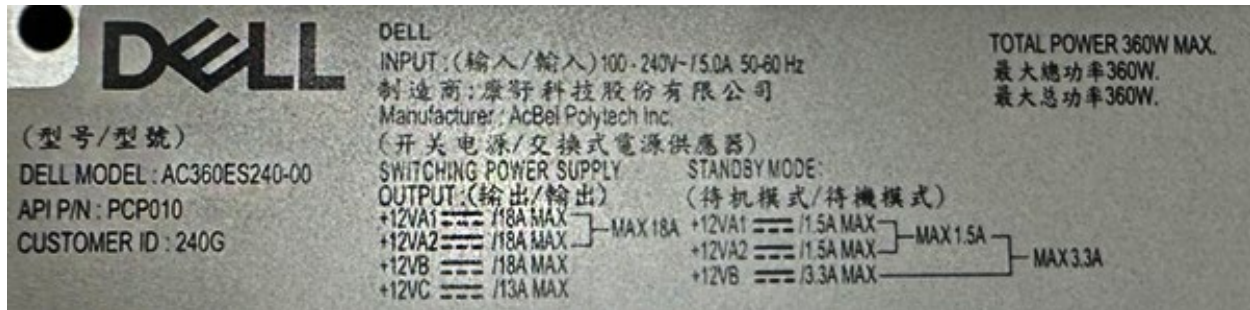 DELL
(型号/型號)
DELL MODEL : AC360ES240-00
API P/N : PCP010
CUSTOMER ID : 240G
DELL
INPUT:(输入/輸入)100-240V~/5.0A 50-60 Hz
制造商:康舒科技股份有限公司
Manufacturer : AcBel Polytech Inc.
(开关电源/交換式電源供應器)
SWITCHING POWER SUPPLY
OUTPUT:(输出/輸出)
+12VA1 ⎓ /18A MAX
+12VA2 ⎓ /18A MAX
MAX 18A
+12VB ⎓ /18A MAX
+12VC ⎓ /13A MAX
STANDBY MODE:
(待机模式/待機模式)
+12VA1 ⎓ /1.5A MAX
+12VA2 ⎓ /1.5A MAX
MAX 1.5A
+12VB ⎓ /3.3A MAX
MAX 3.3A
TOTAL POWER 360W MAX.
最大總功率360W.
最大总功率360W.